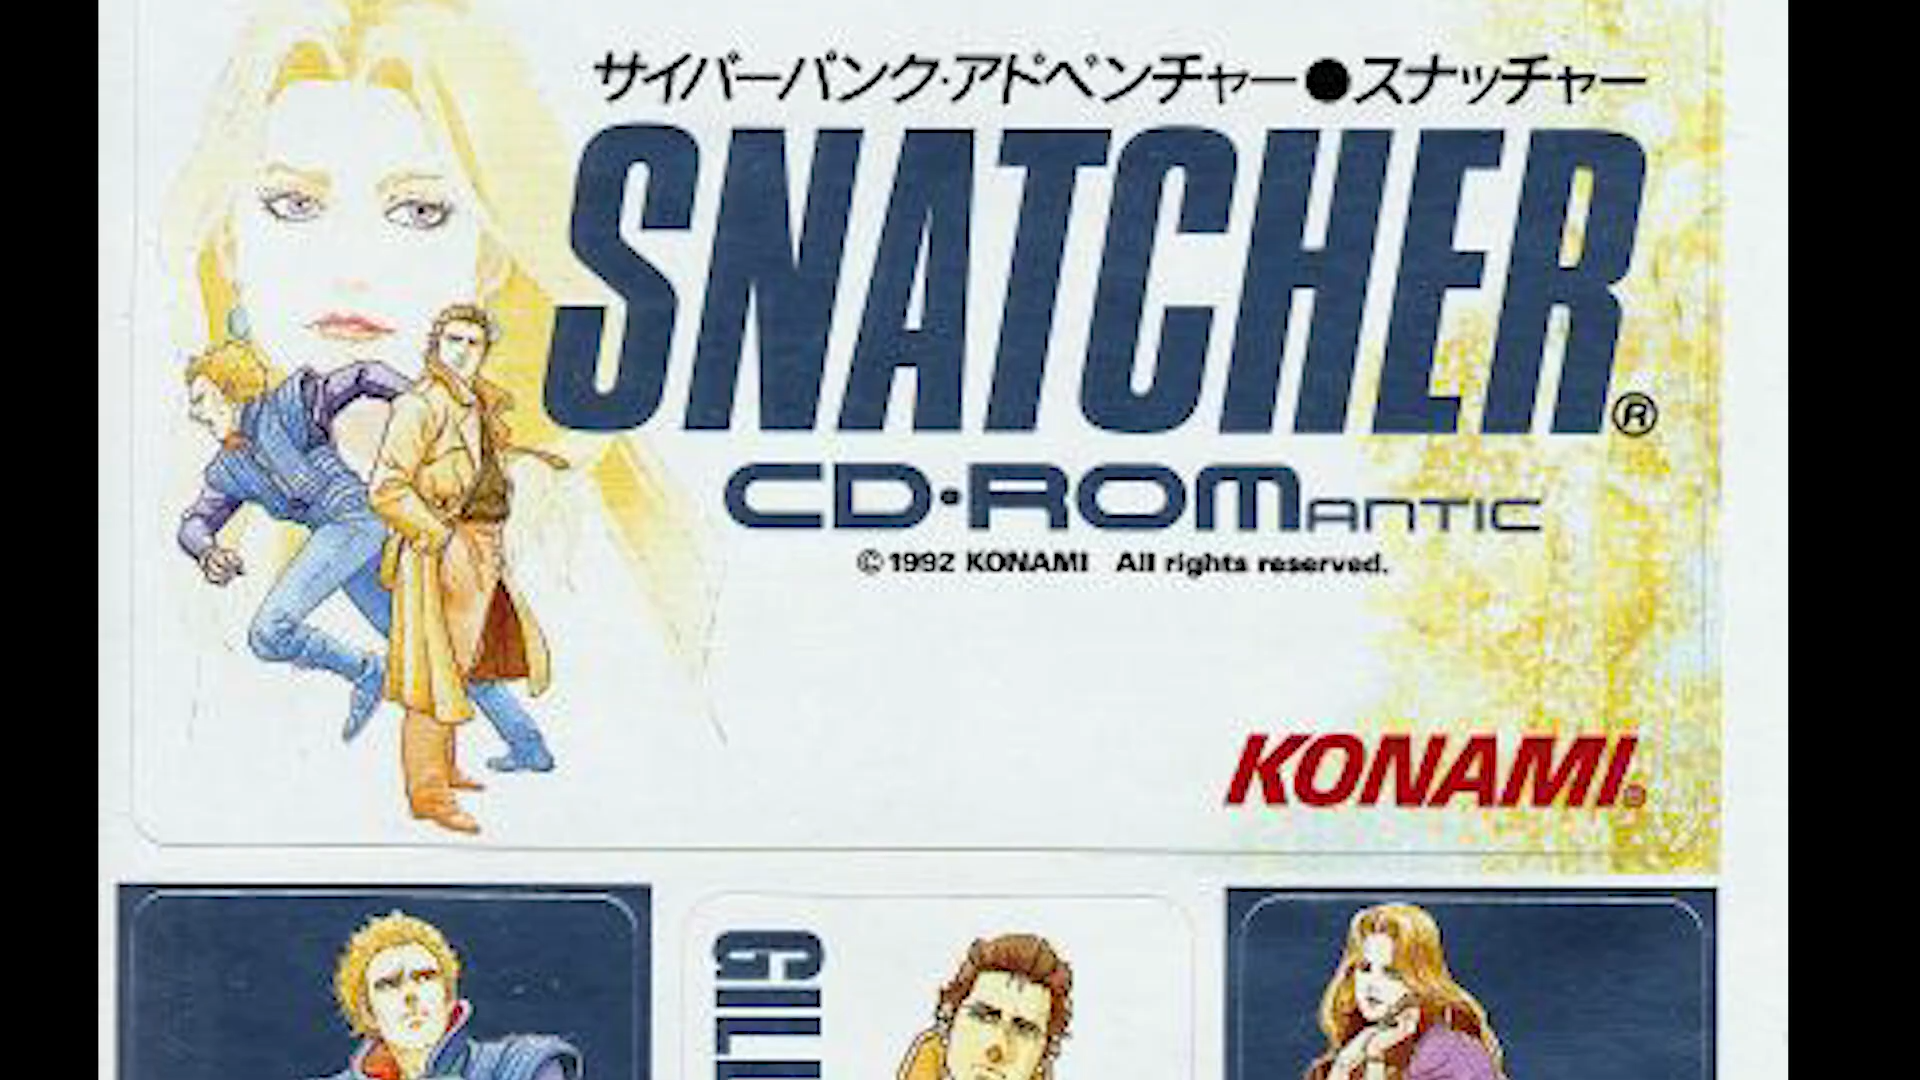 サイバーパンク・アドベンチャー●スナッチャー
SNATCHER®
CD·ROMANTIC
©1992 KONAMI All rights reserved.
KONAMI®
GILL